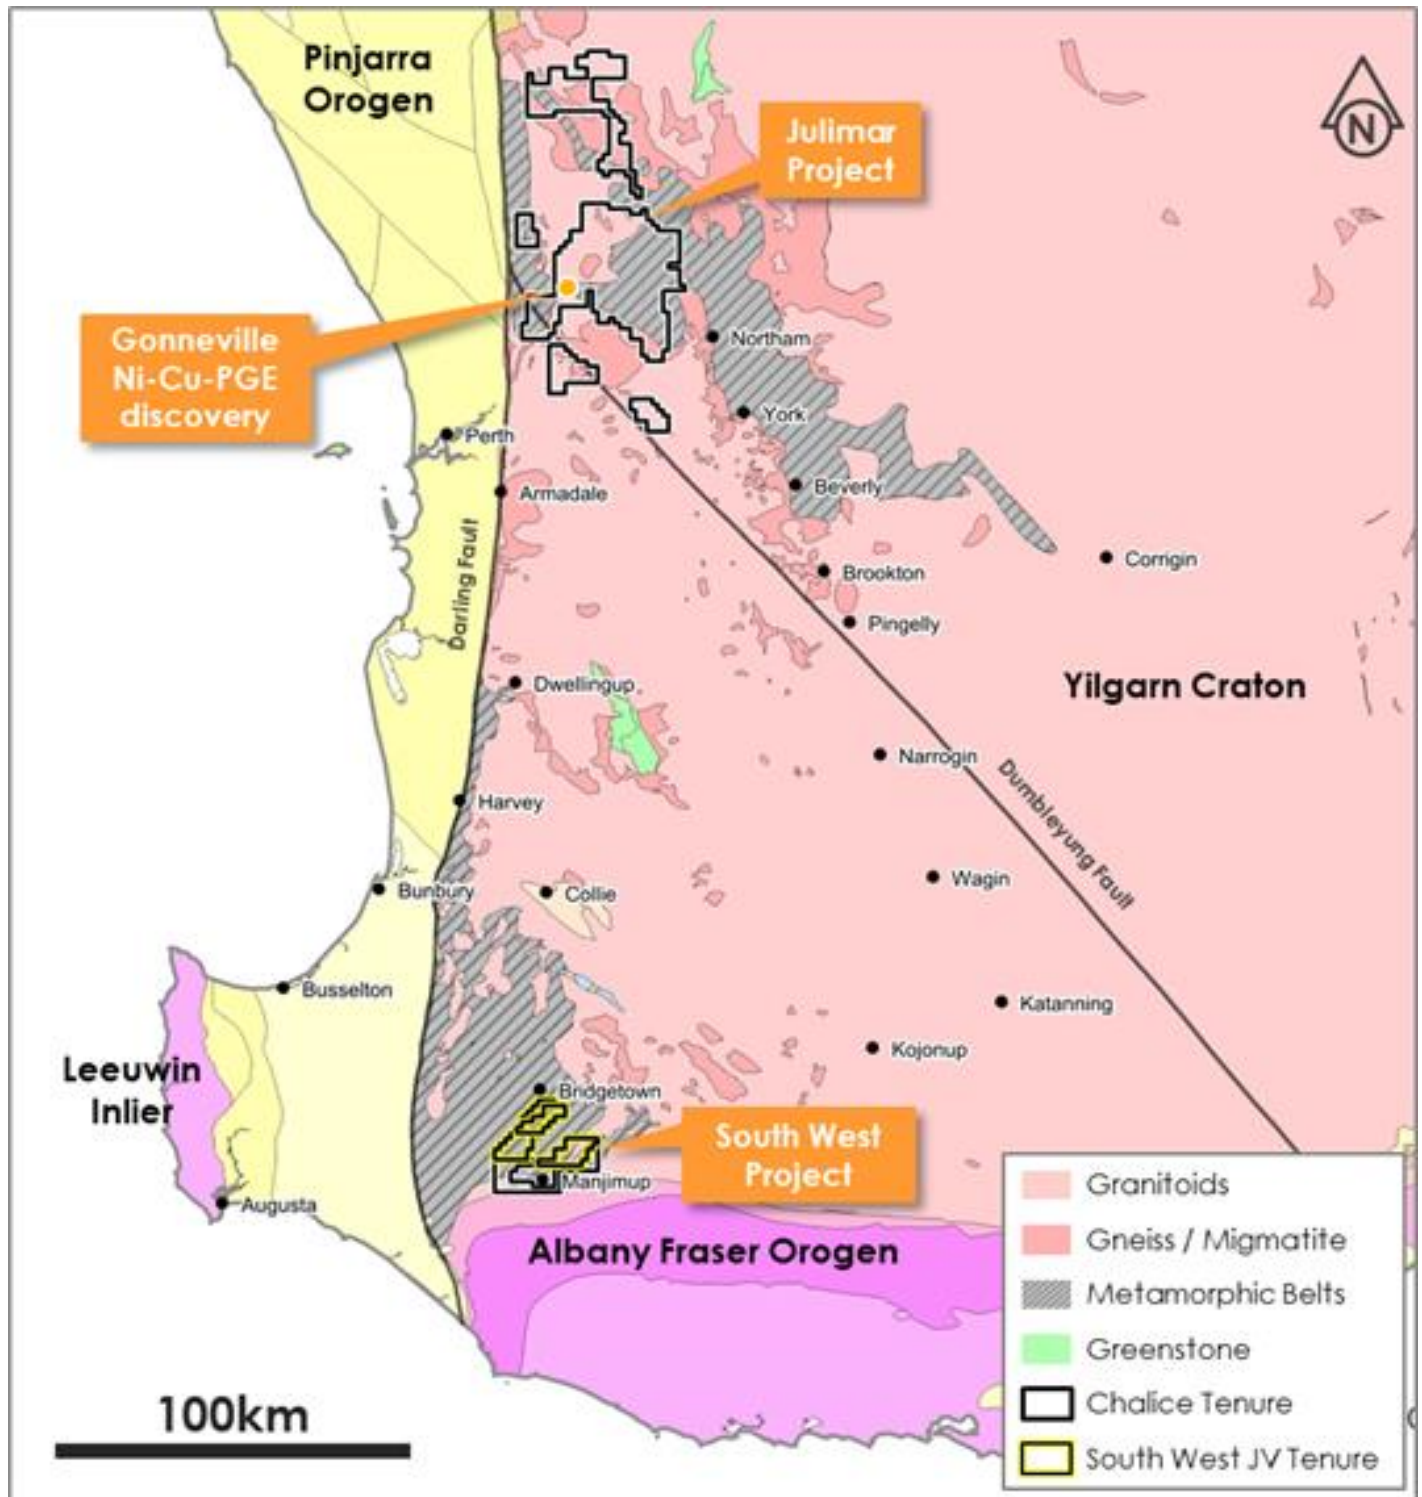 Pinjarra
Orogen
N
Julimar
Project
Gonneville
Ni-Cu-PGE
discovery
Northam
York
Perth
Beverly
Armadale
Darling Fault
Corrigin
Brookton
Pingelly
Dwellingup
Yilgarn Craton
Narrogin
Dumbleyung Fault
Harvey
Wagin
Bunbury
Collie
Busselton
Katanning
Kojonup
Leeuwin
Inlier
Bridgetown
South West
Project
Manjimup
Augusta
Albany Fraser Orogen
Granitoids
Gneiss / Migmatite
Metamorphic Belts
Greenstone
Chalice Tenure
South West JV Tenure
100km